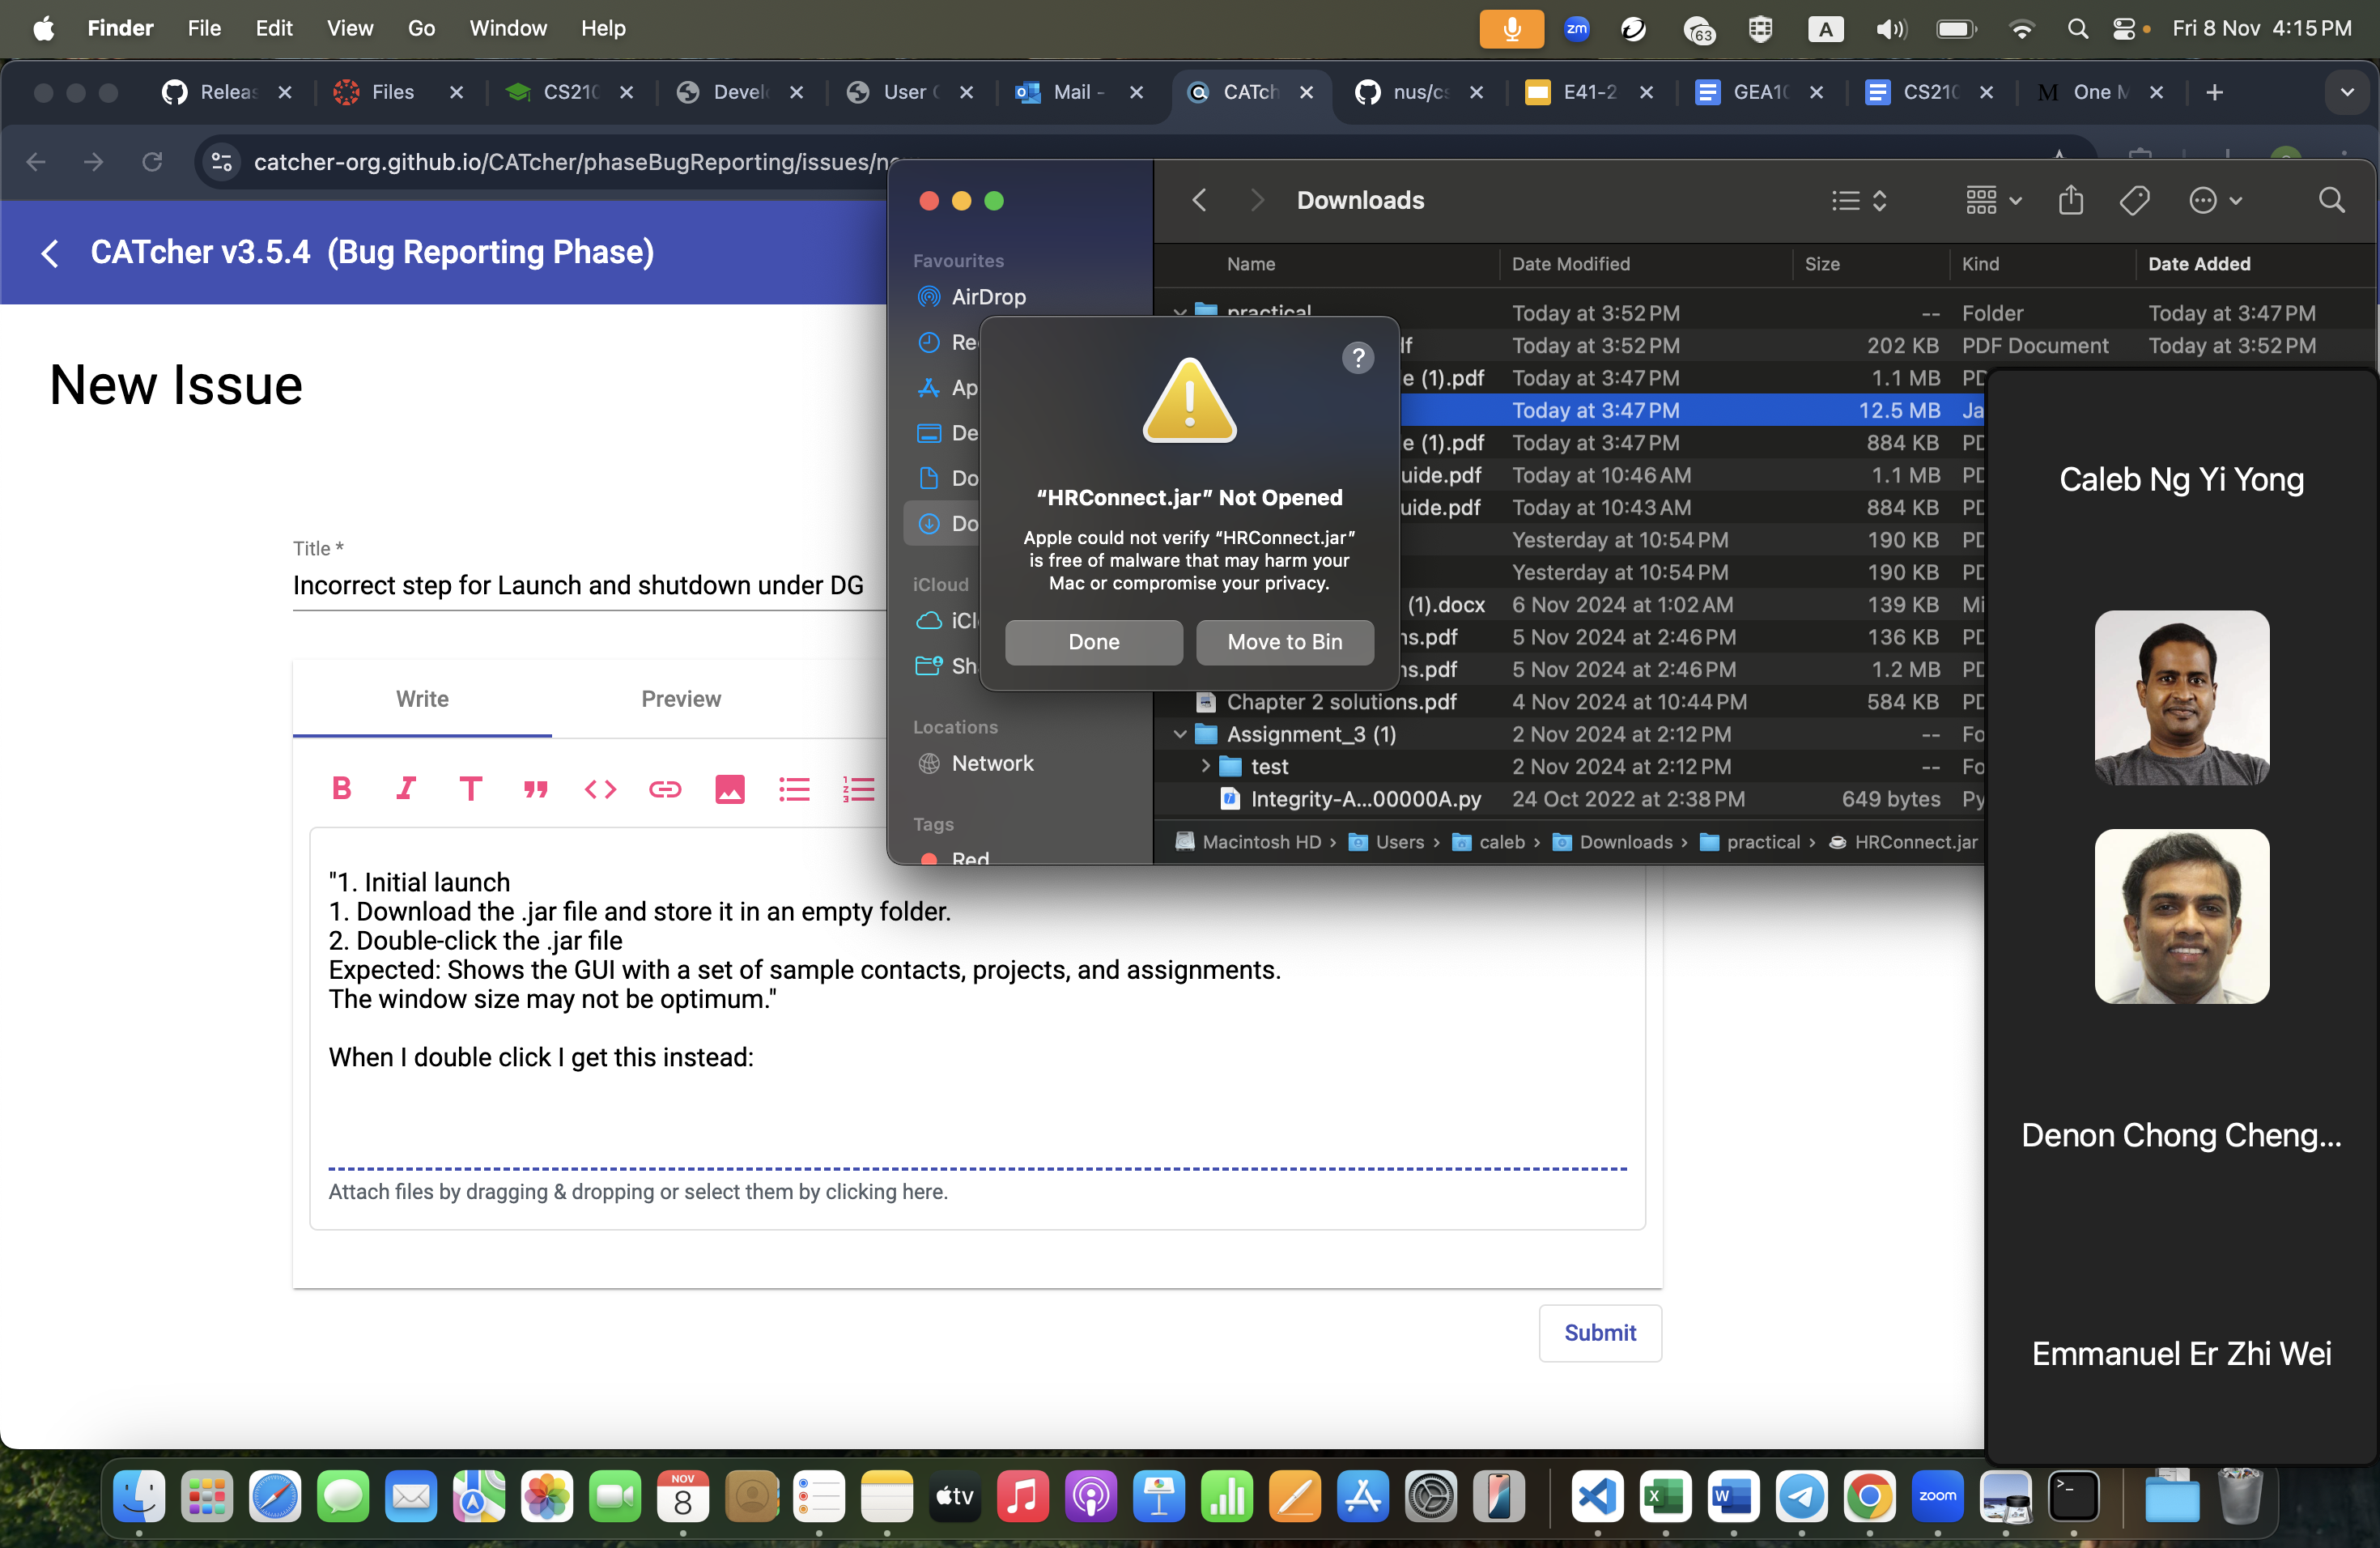 Finder File Edit View Go Window Help
zm 63 A Fri 8 Nov 4:15 PM
Releas Files CS210 Devel User Mail - CATch nus/cs E41-2 GEA10 CS210 One M
catcher-org.github.io/CATcher/phaseBugReporting/issues/ne
CATcher v3.5.4 (Bug Reporting Phase)
New Issue
Title *
Incorrect step for Launch and shutdown under DG
Write Preview
"1. Initial launch
1. Download the .jar file and store it in an empty folder.
2. Double-click the .jar file
Expected: Shows the GUI with a set of sample contacts, projects, and assignments.
The window size may not be optimum."
When I double click I get this instead:
Attach files by dragging & dropping or select them by clicking here.
Submit
Favourites
AirDrop
Re
Ap
De
Do
Do
iCloud
iCl
Sh
Locations
Network
Tags
Red
Downloads
Name Date Modified Size Kind Date Added
practical Today at 3:52 PM -- Folder Today at 3:47 PM
lf Today at 3:52 PM 202 KB PDF Document Today at 3:52 PM
e (1).pdf Today at 3:47 PM 1.1 MB PD
Today at 3:47 PM 12.5 MB Ja
e (1).pdf Today at 3:47 PM 884 KB PD
uide.pdf Today at 10:46 AM 1.1 MB PD
uide.pdf Today at 10:43 AM 884 KB PD
Yesterday at 10:54 PM 190 KB PD
Yesterday at 10:54 PM 190 KB PD
(1).docx 6 Nov 2024 at 1:02 AM 139 KB Mi
ns.pdf 5 Nov 2024 at 2:46 PM 136 KB PD
ns.pdf 5 Nov 2024 at 2:46 PM 1.2 MB PD
Chapter 2 solutions.pdf 4 Nov 2024 at 10:44 PM 584 KB PD
Assignment_3 (1) 2 Nov 2024 at 2:12 PM -- Fo
test 2 Nov 2024 at 2:12 PM -- Fo
Integrity-A...00000A.py 24 Oct 2022 at 2:38 PM 649 bytes Py
Macintosh HD › Users › caleb › Downloads › practical › HRConnect.jar
?
“HRConnect.jar” Not Opened
Apple could not verify “HRConnect.jar”
is free of malware that may harm your
Mac or compromise your privacy.
Done Move to Bin
Caleb Ng Yi Yong
Denon Chong Cheng...
Emmanuel Er Zhi Wei
NOV
8
tv
zoom